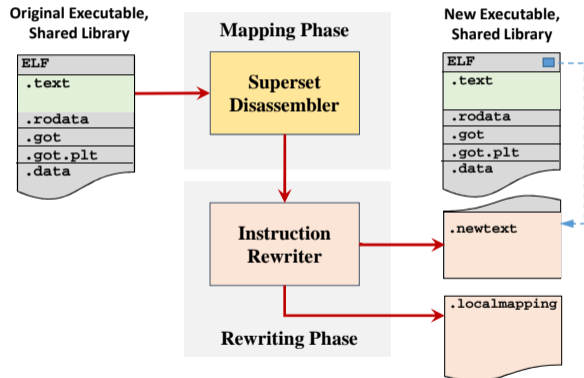 Original Executable,
Shared Library
ELF
.text
.rodata
.got
.got.plt
.data
Mapping Phase
Superset
Disassembler
Instruction
Rewriter
Rewriting Phase
New Executable,
Shared Library
ELF
.text
.rodata
.got
.got.plt
.data
.newtext
.localmapping